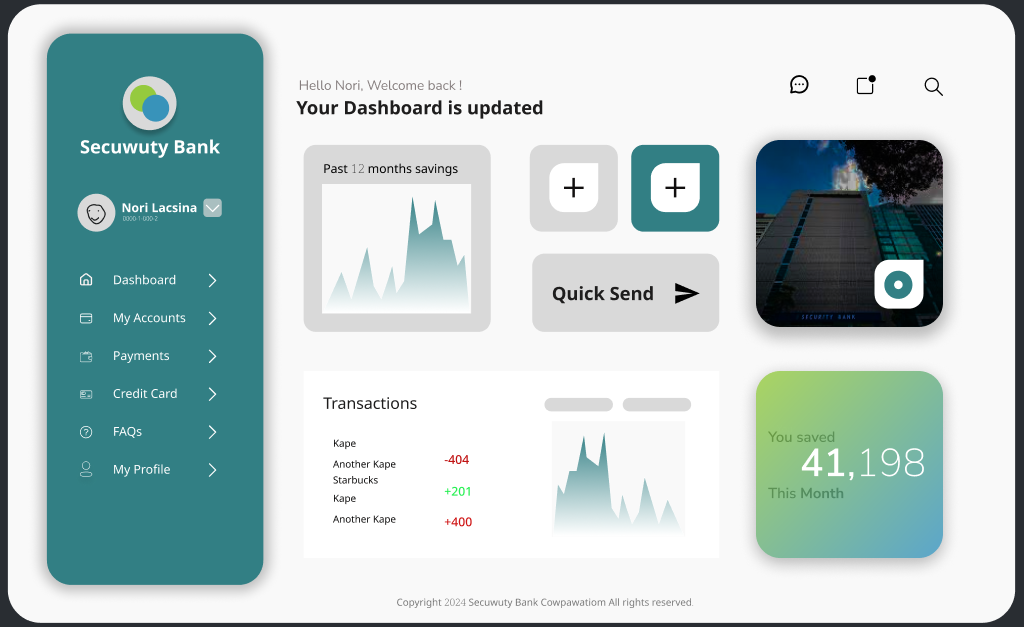 Secuwuty Bank
Nori Lacsina
0000-1-000-2
Dashboard
My Accounts
Payments
Credit Card
FAQs
My Profile
Hello Nori, Welcome back !
Your Dashboard is updated
Past 12 months savings
Quick Send
SECUWUTY BANK
Transactions
Kape
Another Kape
-404
Starbucks
Kape
+201
Another Kape
+400
You saved
41,198
This Month
Copyright 2024 Secuwuty Bank Cowpawatiom All rights reserved.